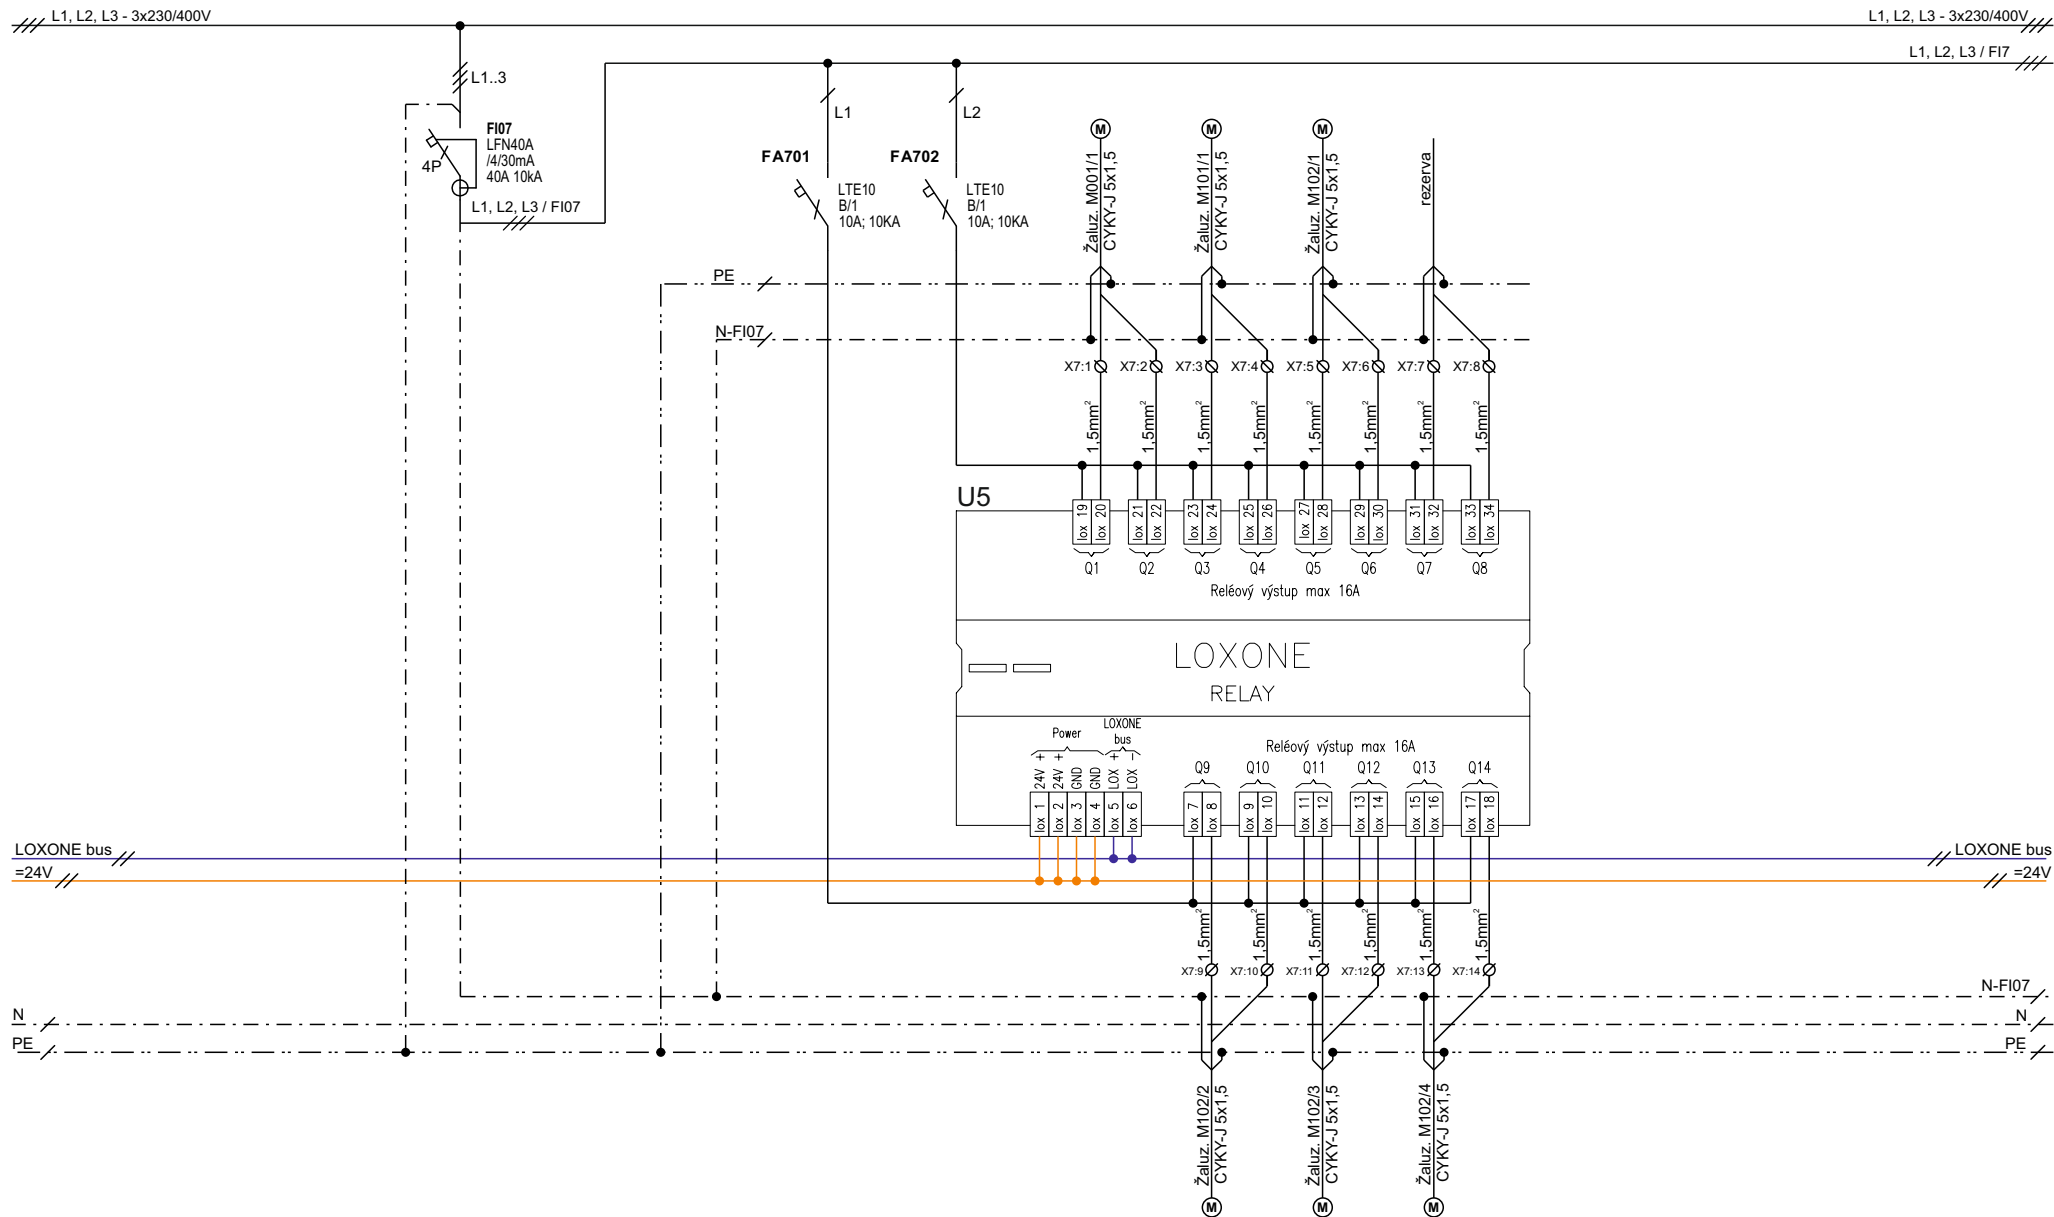 L1, L2, L3 - 3x230/400V
L1, L2, L3 - 3x230/400V
L1, L2, L3 / FI7
L1..3
L1
L2
FI07
LFN40A
/4/30mA
40A 10kA
4P
L1, L2, L3 / FI07
FA701
LTE10
B/1
10A; 10KA
FA702
LTE10
B/1
10A; 10KA
M
M
M
Žaluz. M001/1
CYKY-J 5x1,5
Žaluz. M101/1
CYKY-J 5x1,5
Žaluz. M102/1
CYKY-J 5x1,5
rezerva
PE
N-FI07
X7:1
X7:2
X7:3
X7:4
X7:5
X7:6
X7:7
X7:8
1,5mm²
1,5mm²
1,5mm²
1,5mm²
1,5mm²
1,5mm²
1,5mm²
1,5mm²
U5
lox 19
lox 20
lox 21
lox 22
lox 23
lox 24
lox 25
lox 26
lox 27
lox 28
lox 29
lox 30
lox 31
lox 32
lox 33
lox 34
Q1
Q2
Q3
Q4
Q5
Q6
Q7
Q8
Reléový výstup max 16A
LOXONE
RELAY
Power
LOXONE
bus
24V +
24V +
GND
GND
LOX +
LOX -
Reléový výstup max 16A
Q9
Q10
Q11
Q12
Q13
Q14
lox 1
lox 2
lox 3
lox 4
lox 5
lox 6
lox 7
lox 8
lox 9
lox 10
lox 11
lox 12
lox 13
lox 14
lox 15
lox 16
lox 17
lox 18
LOXONE bus
LOXONE bus
=24V
=24V
1,5mm²
1,5mm²
1,5mm²
1,5mm²
1,5mm²
1,5mm²
X7:9
X7:10
X7:11
X7:12
X7:13
X7:14
N-FI07
N
N
PE
PE
Žaluz. M102/2
CYKY-J 5x1,5
Žaluz. M102/3
CYKY-J 5x1,5
Žaluz. M102/4
CYKY-J 5x1,5
M
M
M